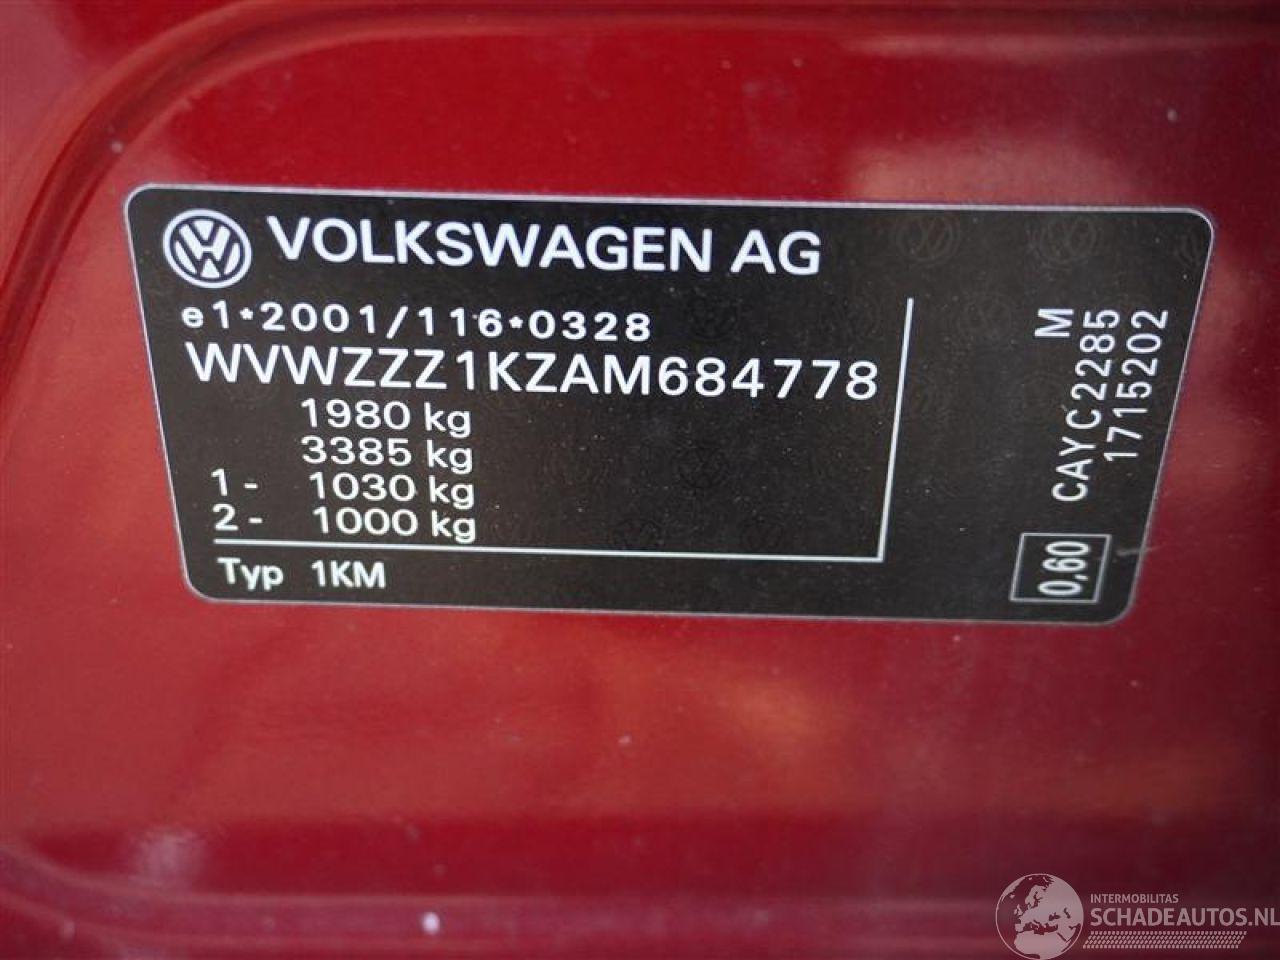 VOLKSWAGEN AG
e1*2001/116*0328
WVWZZZ1KZAM684778
1980 kg
3385 kg
1- 1030 kg
2- 1000 kg
Typ 1KM
M
CAYC2285
1715202
0,60
INTERMOBILITAS
SCHADEAUTOS.NL